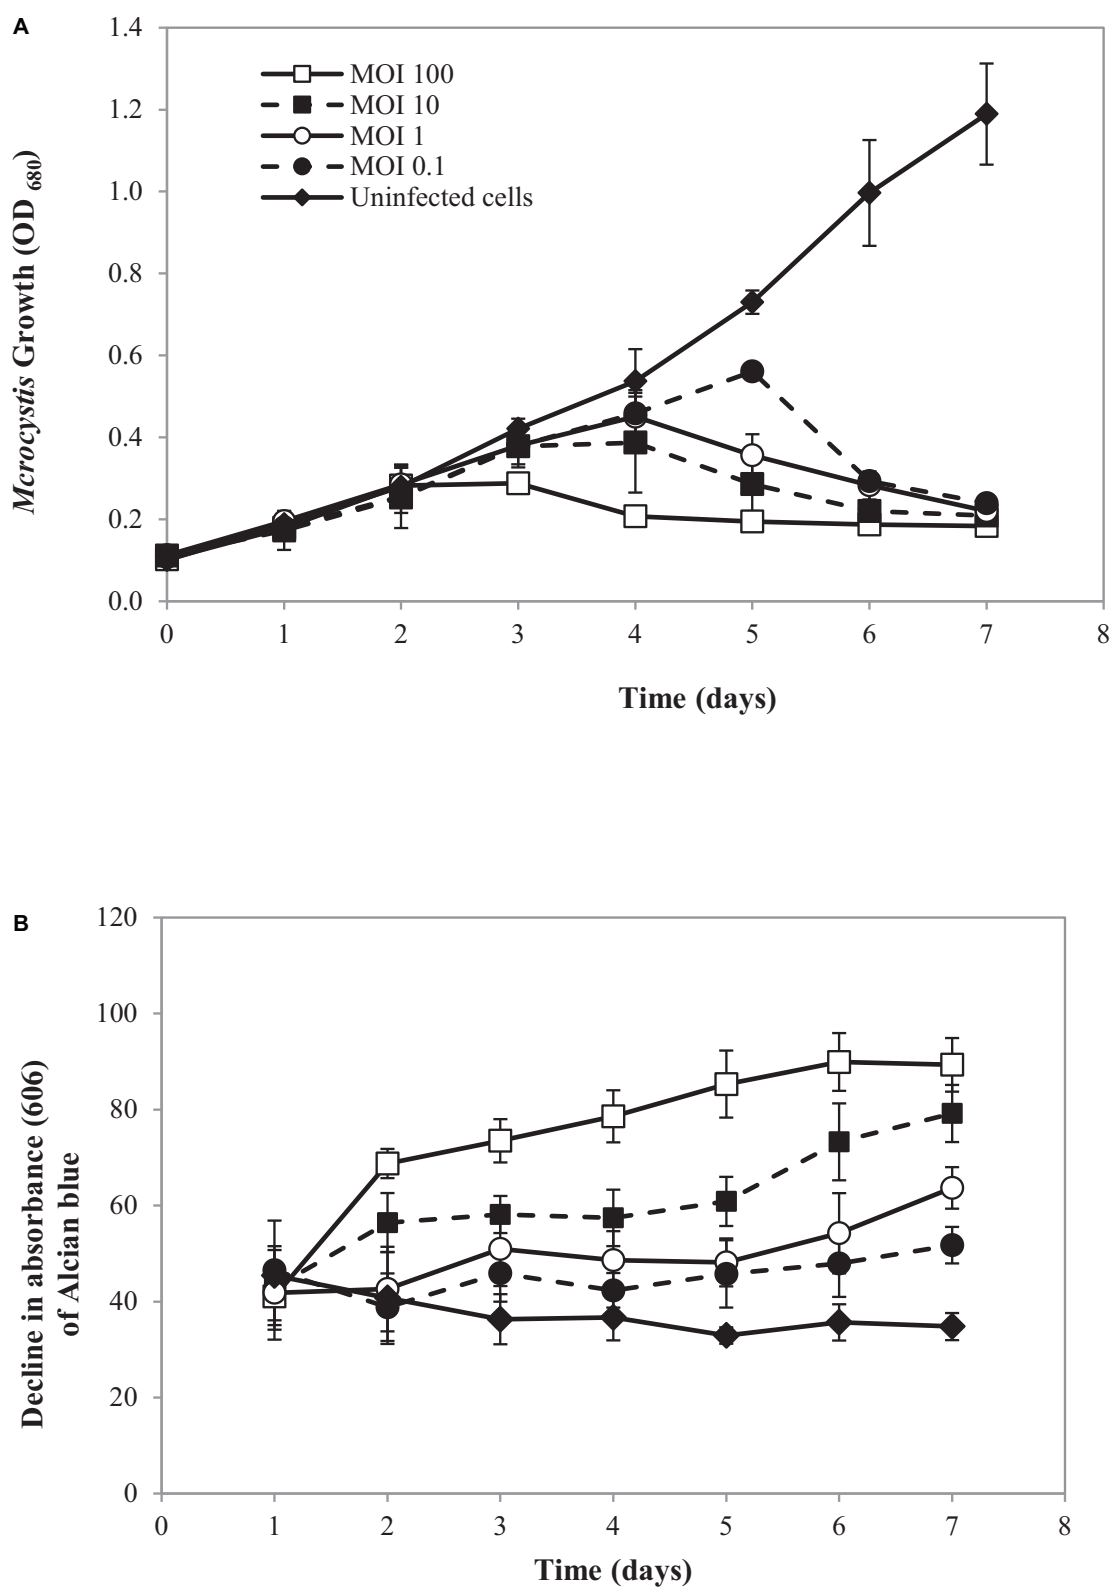 A
1.4
1.2
1.0
0.8
0.6
0.4
0.2
0.0
Mcrocystis Growth (OD 680)
MOI 100
MOI 10
MOI 1
MOI 0.1
Uninfected cells
0 1 2 3 4 5 6 7 8
Time (days)
B
120
100
80
60
40
20
0
Decline in absorbance (606)
of Alcian blue
0 1 2 3 4 5 6 7 8
Time (days)